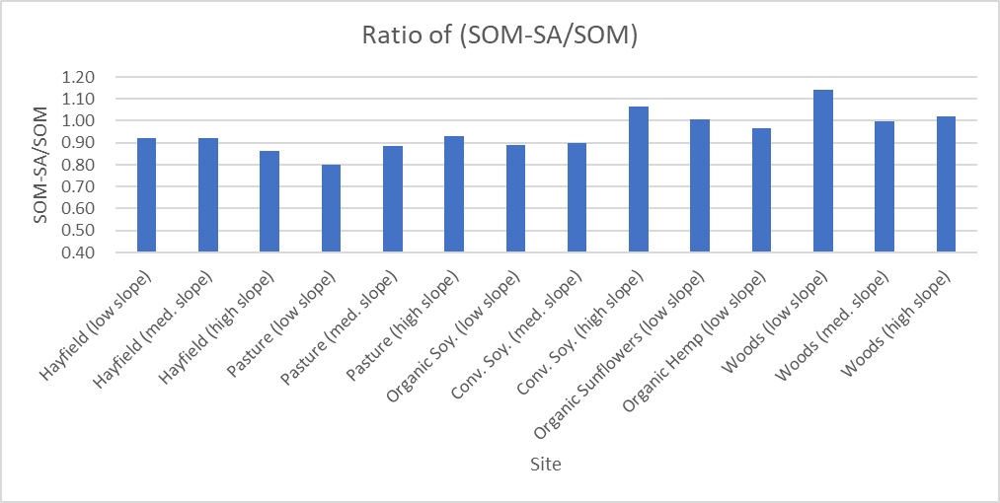 Ratio of (SOM-SA/SOM)
SOM-SA/SOM
1.20
1.10
1.00
0.90
0.80
0.70
0.60
0.50
0.40
Hayfield (low slope)
Hayfield (med. slope)
Hayfield (high slope)
Pasture (low slope)
Pasture (med. slope)
Pasture (high slope)
Organic Soy. (low slope)
Conv. Soy. (med. slope)
Conv. Soy. (high slope)
Organic Sunflowers (low slope)
Organic Hemp (low slope)
Woods (low slope)
Woods (med. slope)
Woods (high slope)
Site